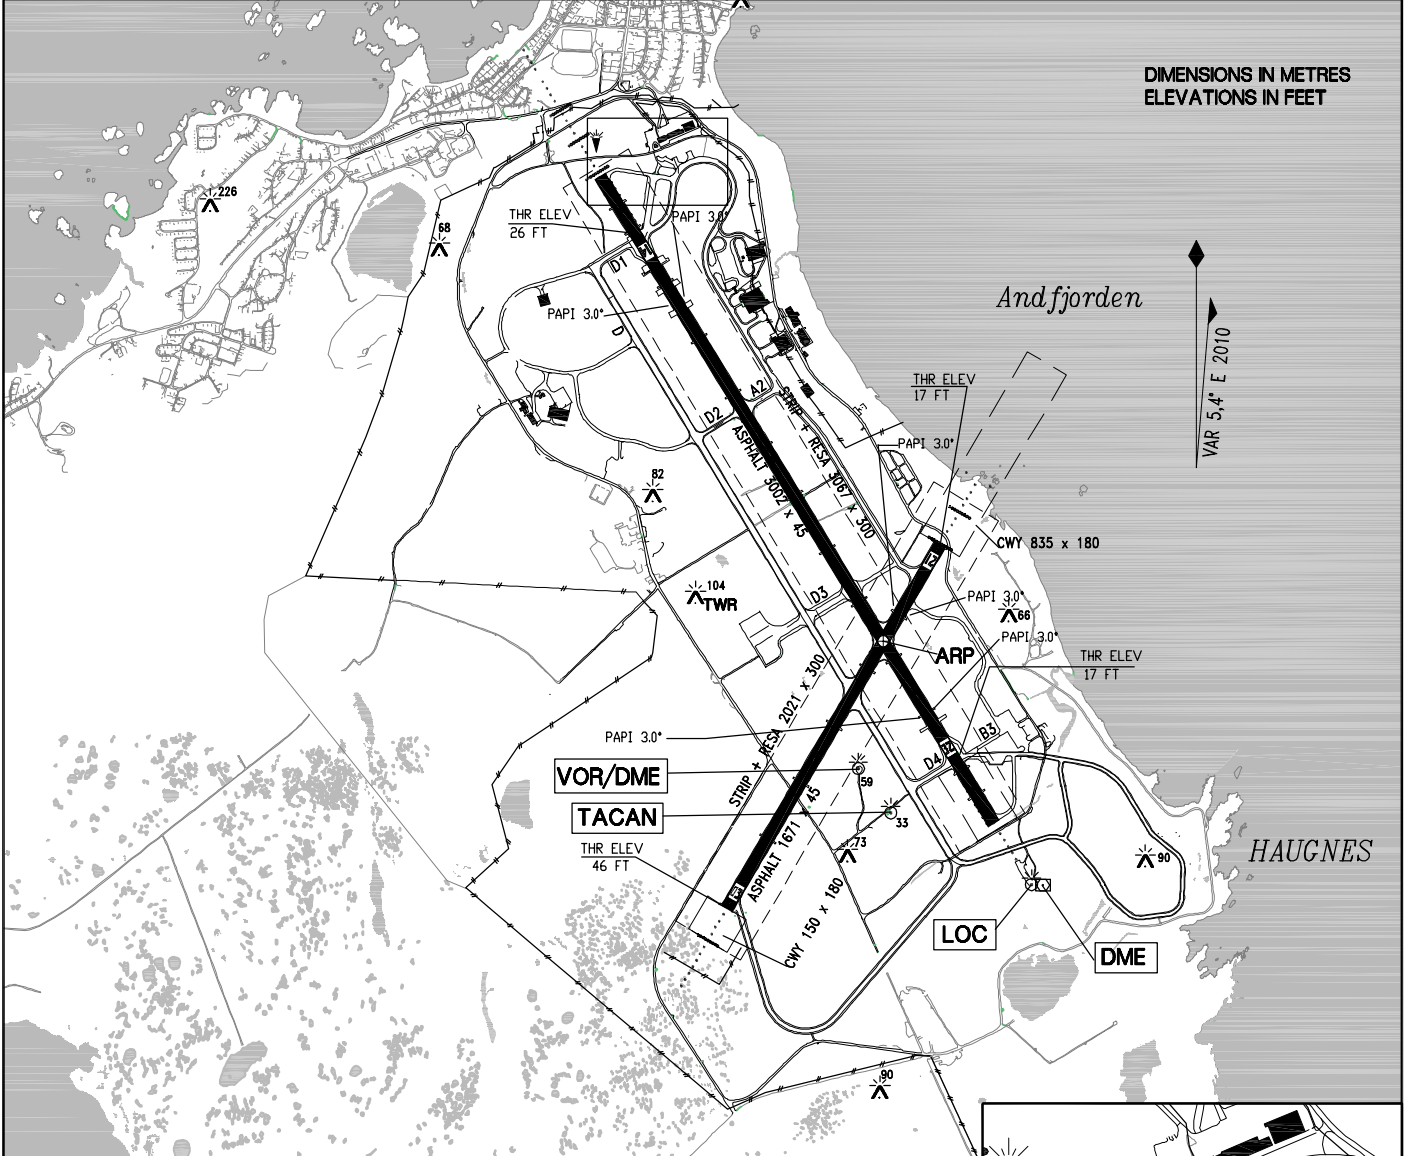 DIMENSIONS IN METRES
ELEVATIONS IN FEET
226
68
THR ELEV
26 FT
PAPI 3.0°
D1
PAPI 3.0°
D
Andfjorden
VAR 5,4° E 2010
THR ELEV
17 FT
A2
D2
STRIP + RESA 3067 x 300
ASPHALT 3002 x 45
PAPI 3.0°
82
CWY 835 x 180
104
TWR
D3
PAPI 3.0°
66
PAPI 3.0°
ARP
THR ELEV
17 FT
STRIP + RESA 2021 x 300
PAPI 3.0°
B3
D4
VOR/DME
59
TACAN
33
ASPHALT 1671 x 45
THR ELEV
46 FT
73
90
HAUGNES
CWY 150 x 180
LOC
DME
90